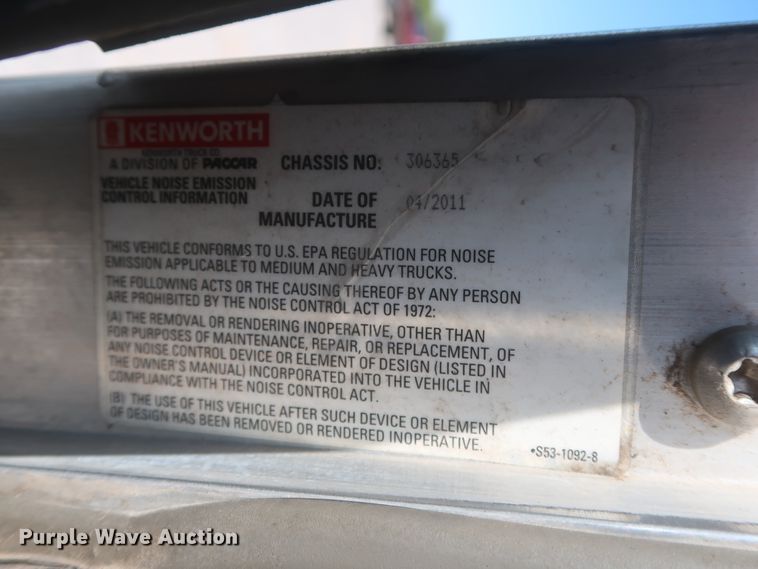 KENWORTH
KENWORTH TRUCK CO.
A DIVISION OF PACCAR
CHASSIS NO: 306365
VEHICLE NOISE EMISSION
CONTROL INFORMATION
DATE OF
MANUFACTURE
04/2011
THIS VEHICLE CONFORMS TO U.S. EPA REGULATION FOR NOISE
EMISSION APPLICABLE TO MEDIUM AND HEAVY TRUCKS.
THE FOLLOWING ACTS OR THE CAUSING THEREOF BY ANY PERSON
ARE PROHIBITED BY THE NOISE CONTROL ACT OF 1972:
(A) THE REMOVAL OR RENDERING INOPERATIVE, OTHER THAN
FOR PURPOSES OF MAINTENANCE, REPAIR, OR REPLACEMENT, OF
ANY NOISE CONTROL DEVICE OR ELEMENT OF DESIGN (LISTED IN
THE OWNER'S MANUAL) INCORPORATED INTO THE VEHICLE IN
COMPLIANCE WITH THE NOISE CONTROL ACT.
(B) THE USE OF THIS VEHICLE AFTER SUCH DEVICE OR ELEMENT
OF DESIGN HAS BEEN REMOVED OR RENDERED INOPERATIVE.
•S53-1092-8
Purple Wave Auction